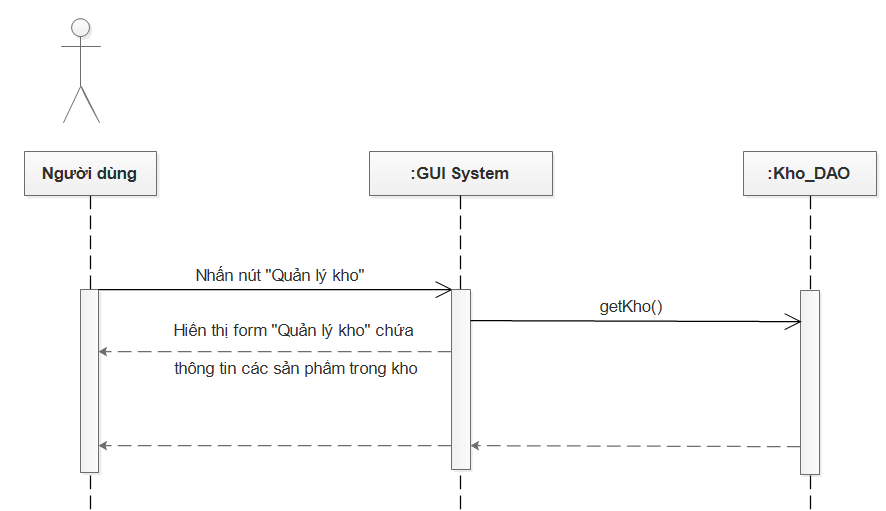 Người dùng
:GUI System
:Kho_DAO
Nhấn nút "Quản lý kho"
getKho()
Hiên thị form "Quản lý kho" chứa
thông tin các sản phầm trong kho